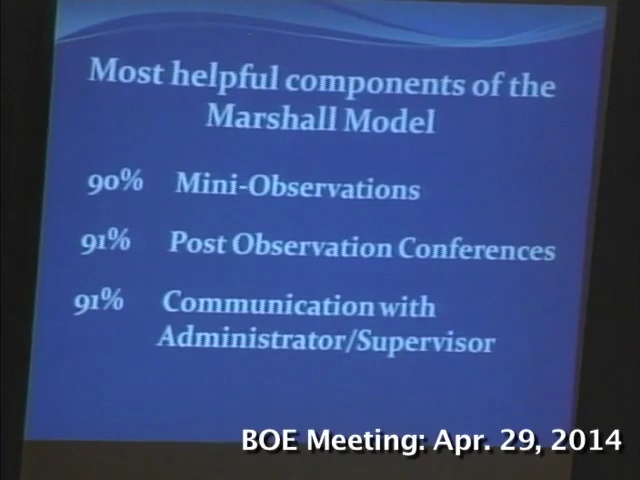 Most helpful components of the
Marshall Model
90% Mini-Observations
91% Post Observation Conferences
91% Communication with
Administrator/Supervisor
BOE Meeting: Apr. 29, 2014